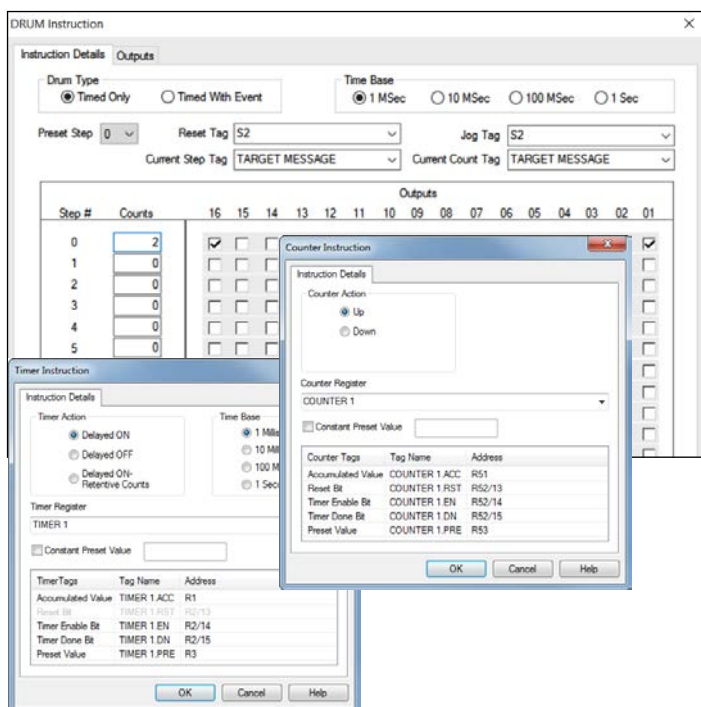 DRUM Instruction
Instruction Details Outputs
Drum Type
Timed Only Timed With Event
Time Base
1 MSec 10 MSec 100 MSec 1 Sec
Preset Step 0 Reset Tag S2 Jog Tag S2
Current Step Tag TARGET MESSAGE Current Count Tag TARGET MESSAGE
Outputs
Step # Counts 16 15 14 13 12 11 10 09 08 07 06 05 04 03 02 01
0 2
1 0
2 0
3 0
4 0
5 0
Counter Instruction
Instruction Details
Counter Action
Up
Down
Counter Register
COUNTER 1
Constant Preset Value
Counter Tags Tag Name Address
Accumulated Value COUNTER 1.ACC R51
Reset Bit COUNTER 1.RST R52/13
Timer Enable Bit COUNTER 1.EN R52/14
Timer Done Bit COUNTER 1.DN R52/15
Preset Value COUNTER 1.PRE R53
OK Cancel Help
Timer Instruction
Instruction Details
Timer Action
Delayed ON
Delayed OFF
Delayed ON-
Retentive Counts
Time Base
1 Mille
10 Mill
100 M
1 Seco
Timer Register
TIMER 1
Constant Preset Value
TimerTags Tag Name Address
Accumulated Value TIMER 1.ACC R1
Reset Bit TIMER 1.RST R2/13
Timer Enable Bit TIMER 1.EN R2/14
Timer Done Bit TIMER 1.DN R2/15
Preset Value TIMER 1.PRE R3
OK Cancel Help